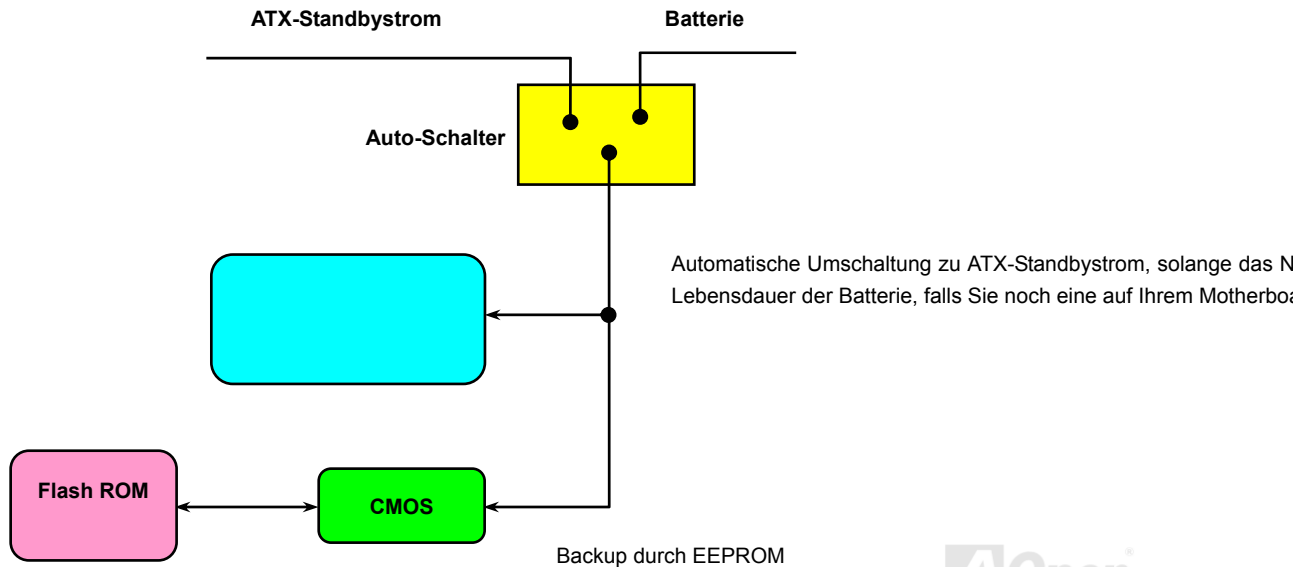 ATX-Standbystrom
Batterie
Auto-Schalter
Automatische Umschaltung zu ATX-Standbystrom, solange das
Lebensdauer der Batterie, falls Sie noch eine auf Ihrem
Flash ROM
CMOS
Backup durch EEPROM